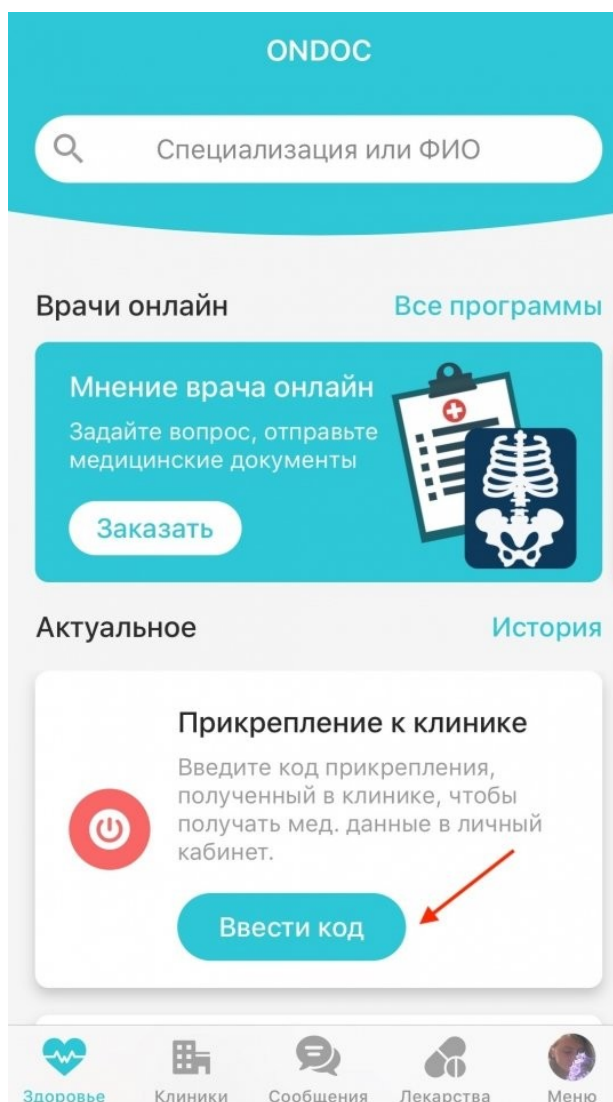 ONDOC
Специализация или ФИО
Врачи онлайн
Все программы
Мнение врача онлайн
Задайте вопрос, отправьте
медицинские документы
Заказать
Актуальное
История
Прикрепление к клинике
Введите код прикрепления,
полученный в клинике, чтобы
получать мед. данные в личный
кабинет.
Ввести код
Здоровье
Клиники
Сообщения
Лекарства
Меню